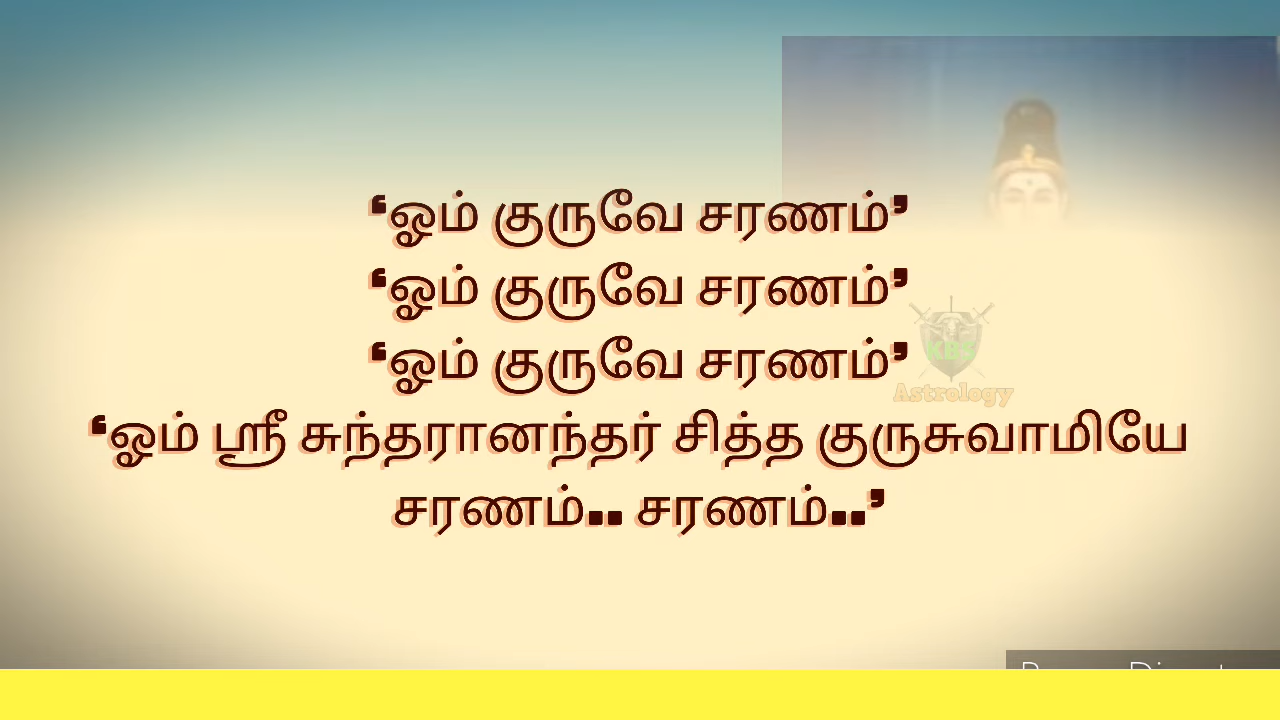 ‘ஓம் குருவே சரணம்’
‘ஓம் குருவே சரணம்’
‘ஓம் குருவே சரணம்’
KBS
Astrology
‘ஓம் ஸ்ரீ சுந்தரானந்தர் சித்த குருசுவாமியே
சரணம்.. சரணம்..’